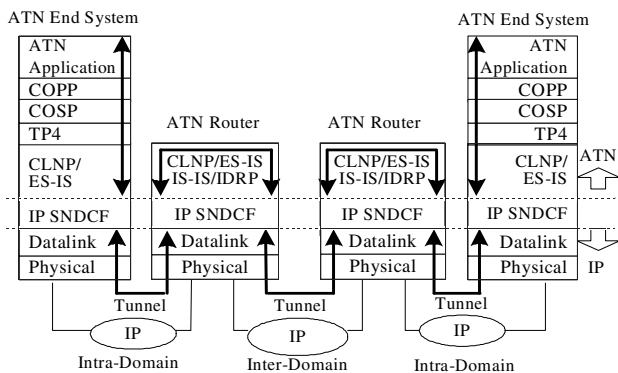 ATN End System
ATN
Application
COPP
COSP
TP4
CLNP/
ES-IS
IP SNDCF
Datalink
Physical
ATN Router
CLNP/ES-IS
IS-IS/IDRP
IP SNDCF
Datalink
Physical
ATN Router
CLNP/ES-IS
IS-IS/IDRP
IP SNDCF
Datalink
Physical
ATN End System
ATN
Application
COPP
COSP
TP4
CLNP/
ES-IS
IP SNDCF
Datalink
Physical
ATN
IP
Tunnel
Tunnel
Tunnel
IP
IP
IP
Intra-Domain
Inter-Domain
Intra-Domain